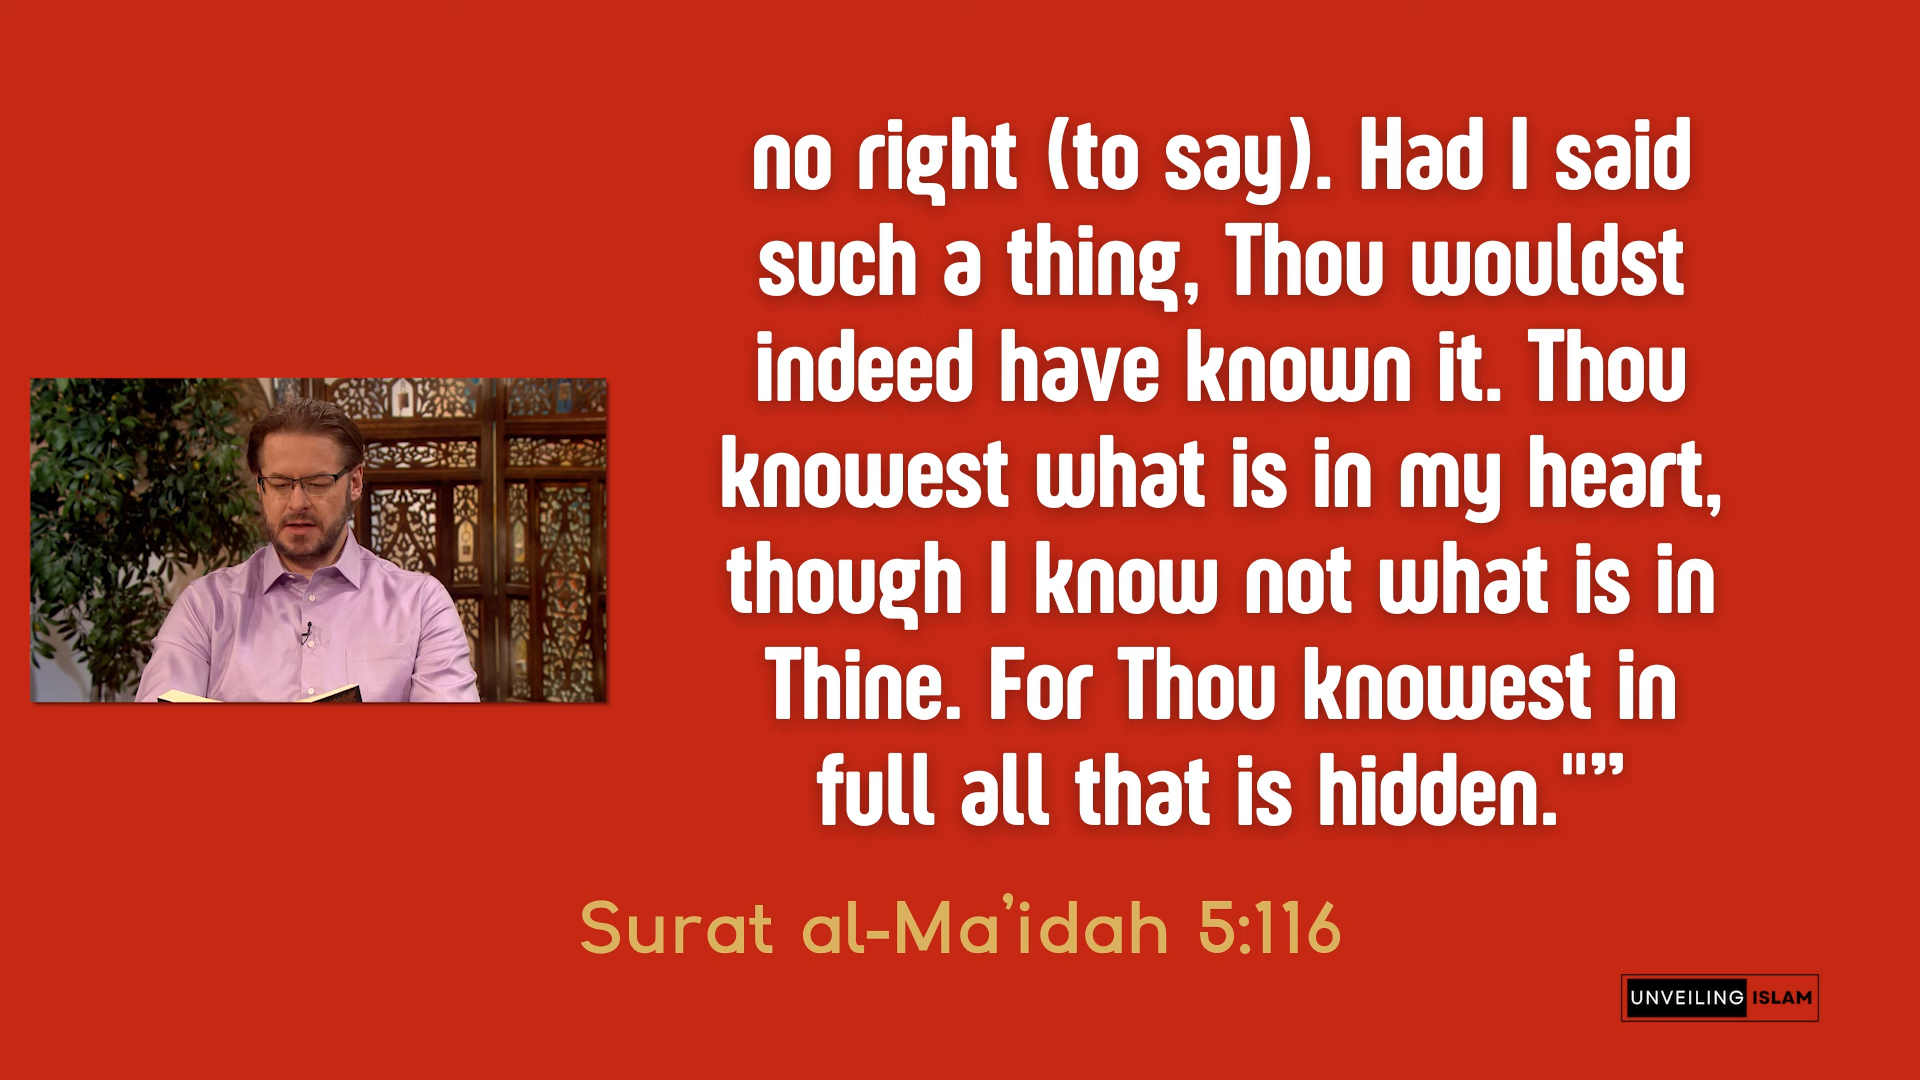 no right (to say). Had I said
such a thing, Thou wouldst
indeed have known it. Thou
knowest what is in my heart,
though I know not what is in
Thine. For Thou knowest in
full all that is hidden."”
Surat al-Ma’idah 5:116
UNVEILING ISLAM